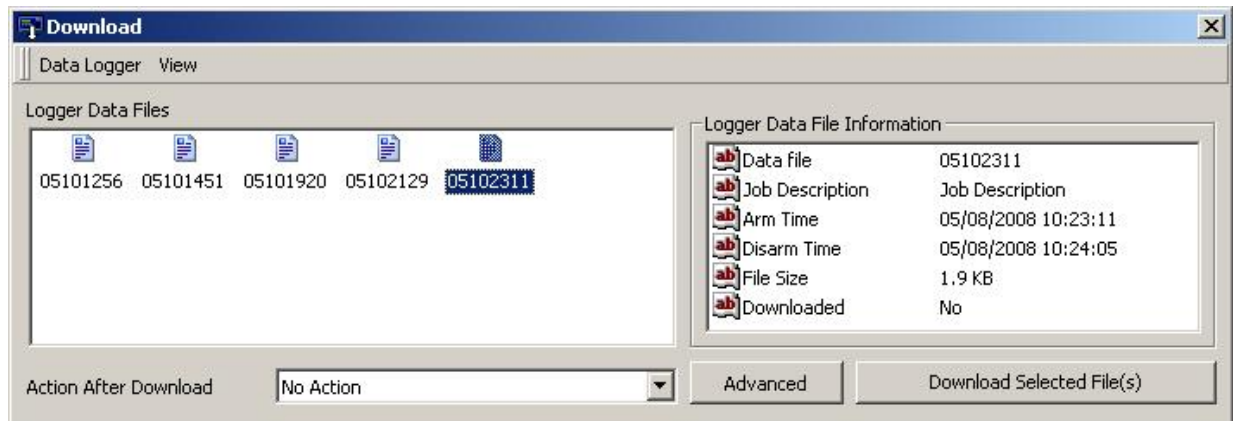 Download
Data Logger View
Logger Data Files
05101256 05101451 05101920 05102129 05102311
Logger Data File Information
Data file 05102311
Job Description Job Description
Arm Time 05/08/2008 10:23:11
Disarm Time 05/08/2008 10:24:05
File Size 1.9 KB
Downloaded No
Action After Download No Action
Advanced Download Selected File(s)